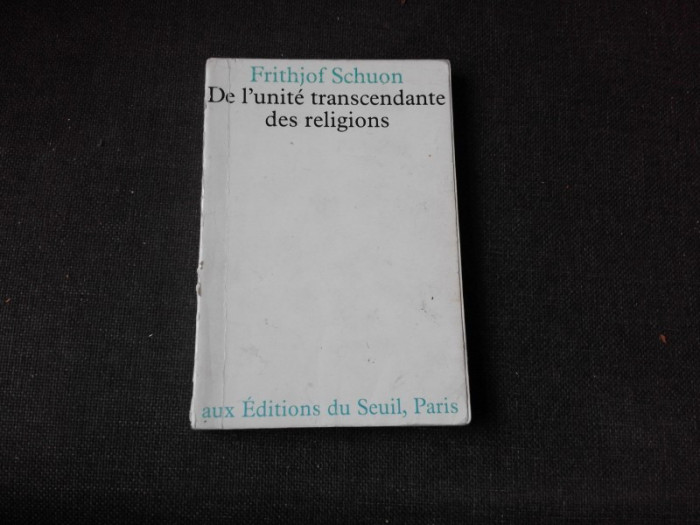 Frithjof Schuon
De l’unité transcendante
des religions
aux Éditions du Seuil, Paris